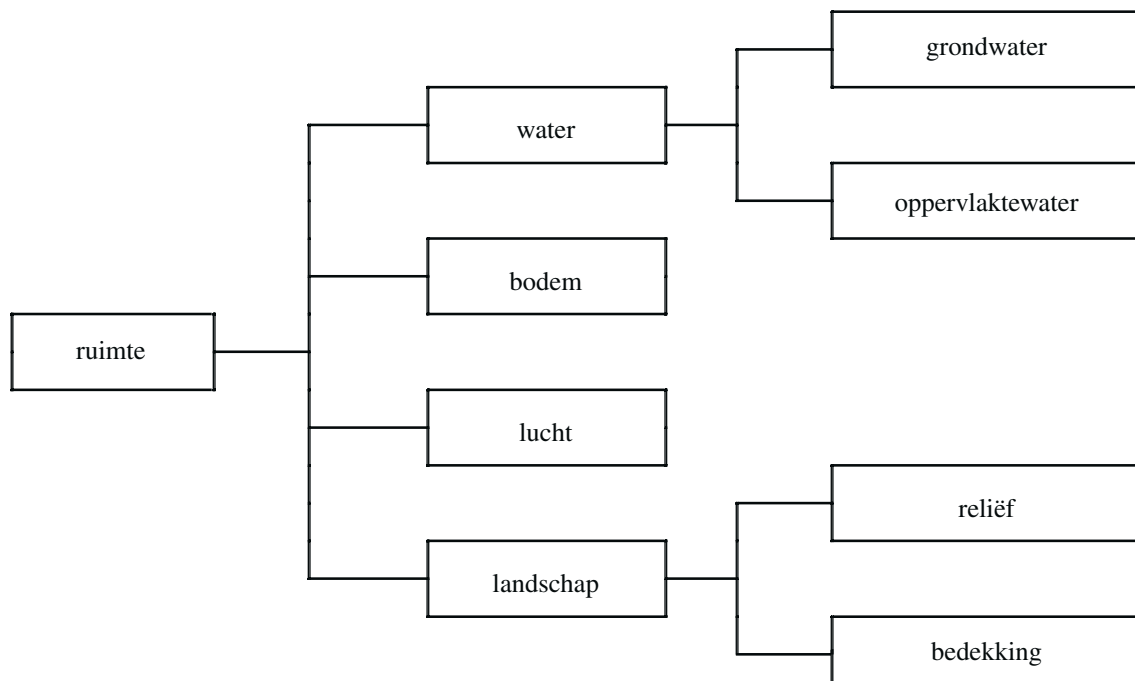 grondwater
water
oppervlaktewater
bodem
ruimte
lucht
reliëf
landschap
bedekking